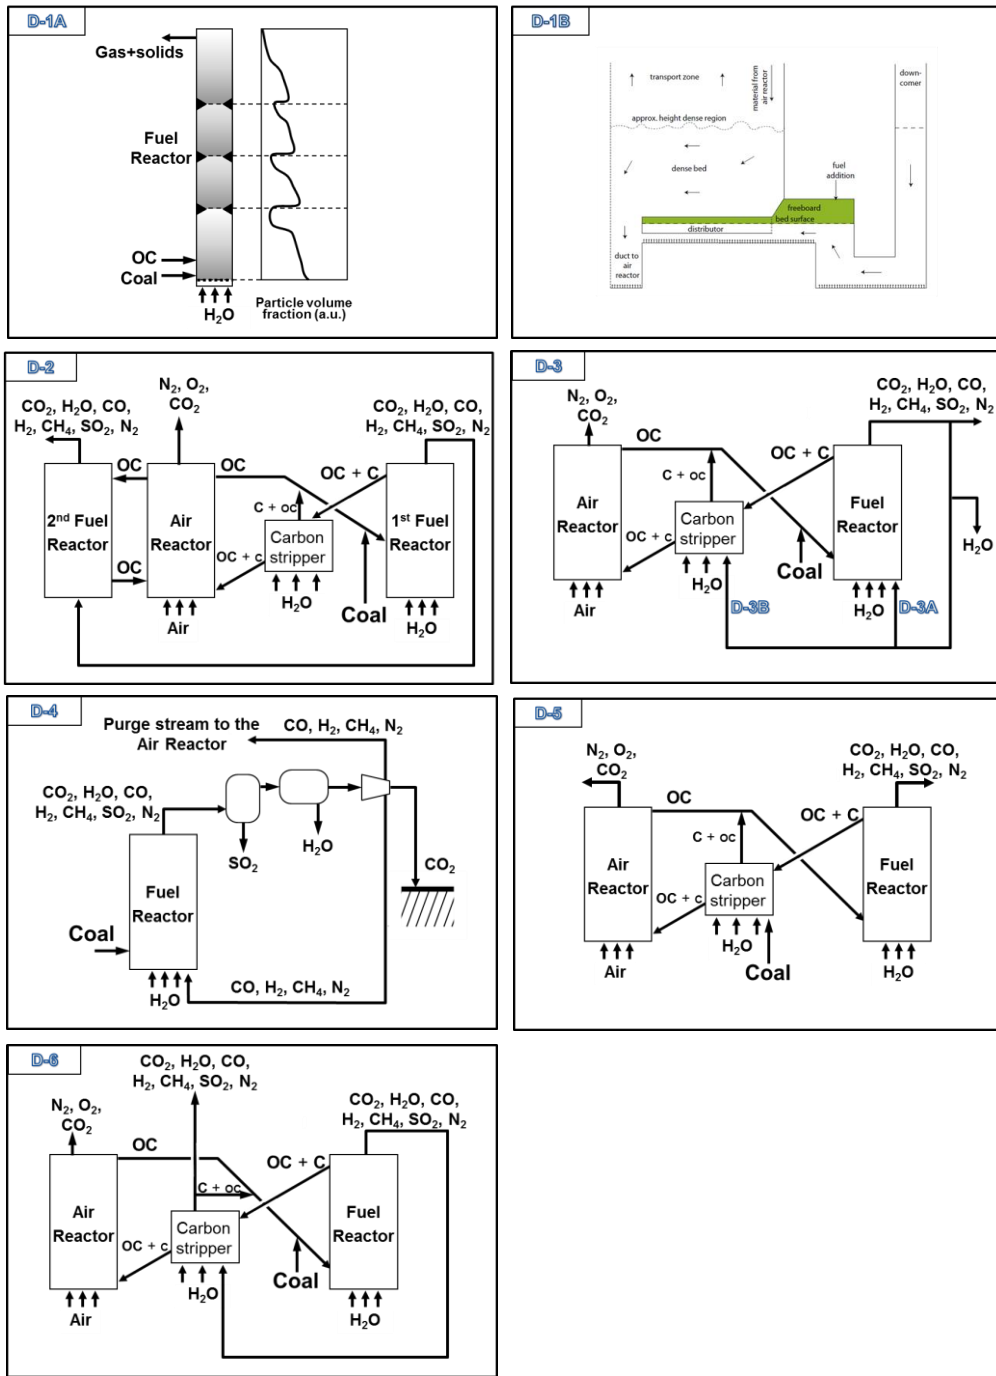 D-1A
Gas+solids
Fuel
Reactor
OC
Coal
H₂O
Particle volume
fraction (a.u.)
D-1B
transport zone
material from
air reactor
down-
corner
approx. height dense region
dense bed
fuel
addition
freeboard
bed surface
distributor
duct to
air
reactor
D-2
CO₂, H₂O, CO,
H₂, CH₄, SO₂, N₂
N₂, O₂,
CO₂
CO₂, H₂O, CO,
H₂, CH₄, SO₂, N₂
OC
OC
OC + C
C + oc
2nd Fuel
Reactor
Air
Reactor
Carbon
stripper
1st Fuel
Reactor
OC + c
OC
H₂O
Coal
Air
H₂O
D-3
N₂, O₂,
CO₂
CO₂, H₂O, CO,
H₂, CH₄, SO₂, N₂
OC
OC + C
C + oc
Air
Reactor
Carbon
stripper
Fuel
Reactor
OC + c
H₂O
H₂O
Coal
D-3B
D-3A
Air
H₂O
D-4
Purge stream to the
Air Reactor
CO, H₂, CH₄, N₂
CO₂, H₂O, CO,
H₂, CH₄, SO₂, N₂
SO₂
H₂O
CO₂
Fuel
Reactor
Coal
H₂O
CO, H₂, CH₄, N₂
D-5
N₂, O₂,
CO₂
CO₂, H₂O, CO,
H₂, CH₄, SO₂, N₂
OC
OC + C
C + oc
Air
Reactor
Carbon
stripper
Fuel
Reactor
OC + c
H₂O
Air
Coal
H₂O
D-6
CO₂, H₂O, CO,
H₂, CH₄, SO₂, N₂
N₂, O₂,
CO₂
CO₂, H₂O, CO,
H₂, CH₄, SO₂, N₂
OC
OC + C
C + oc
Air
Reactor
Carbon
stripper
Fuel
Reactor
OC + c
H₂O
Coal
Air
H₂O